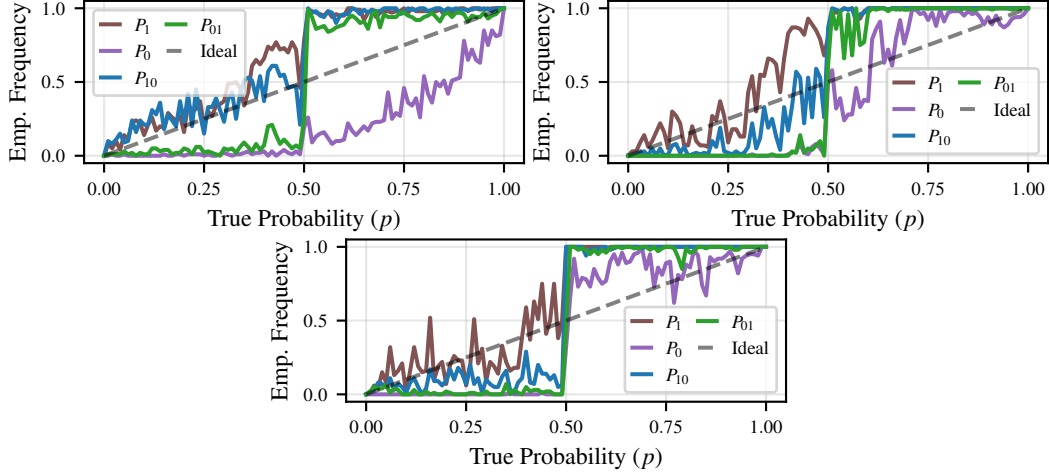 Emp. Frequency
1.0
0.5
0.0
P1 P01
P0 Ideal
P10
0.00 0.25 0.50 0.75 1.00
True Probability (p)
Emp. Frequency
1.0
0.5
0.0
P1 P01
P0 Ideal
P10
0.00 0.25 0.50 0.75 1.00
True Probability (p)
Emp. Frequency
1.0
0.5
0.0
P1 P01
P0 Ideal
P10
0.00 0.25 0.50 0.75 1.00
True Probability (p)